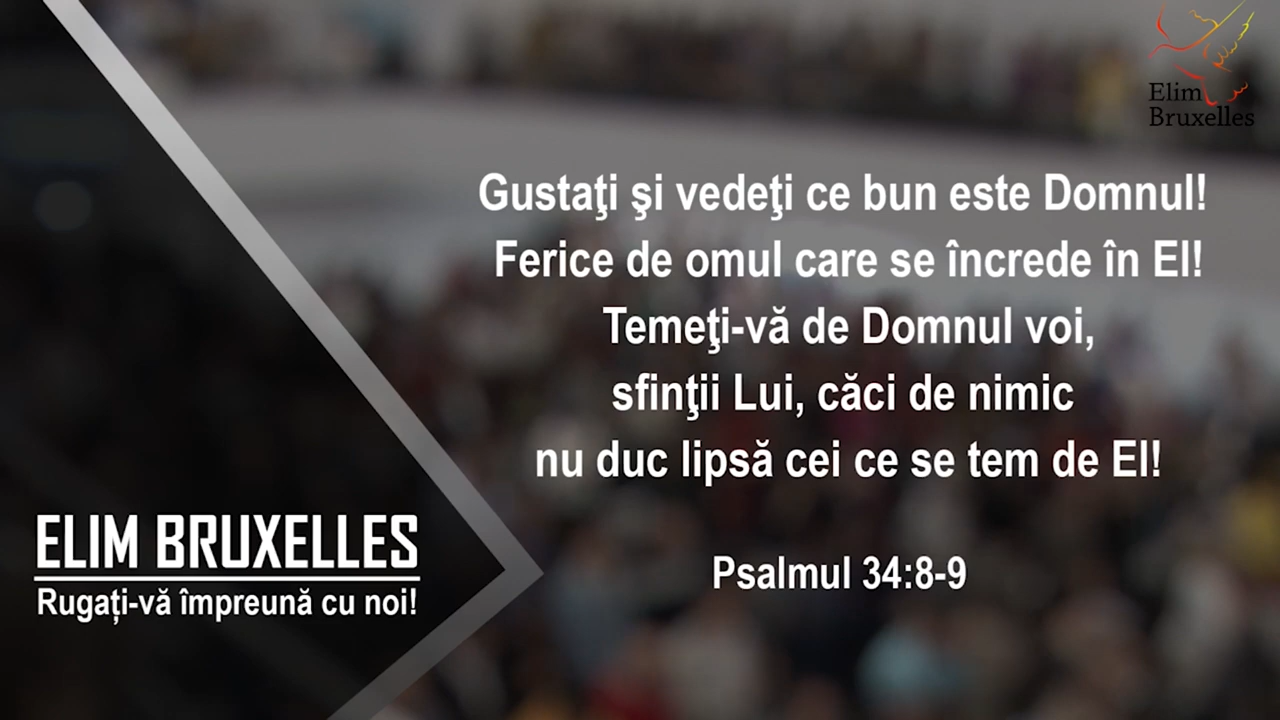 Elim
Bruxelles
Gustaţi şi vedeţi ce bun este Domnul!
Ferice de omul care se încrede în El!
Temeţi-vă de Domnul voi,
sfinţii Lui, căci de nimic
nu duc lipsă cei ce se tem de El!
Psalmul 34:8-9
ELIM BRUXELLES
Rugați-vă împreună cu noi!